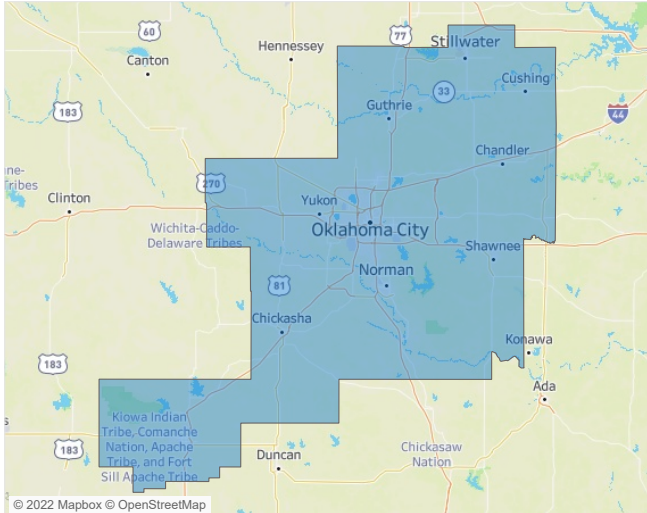 60
77
Hennessey
Stillwater
Canton
Cushing
33
183
Guthrie
44
Chandler
ne-
Tribes
270
Clinton
Yukon
Wichita-Caddo-
Delaware Tribes
Oklahoma City
Shawnee
Norman
81
Chickasha
Konawa
183
Ada
Kiowa Indian
Tribe, Comanche
Nation, Apache
Tribe, and Fort
Sill Apache Tribe
183
Duncan
Chickasaw
Nation
s
© 2022 Mapbox © OpenStreetMap